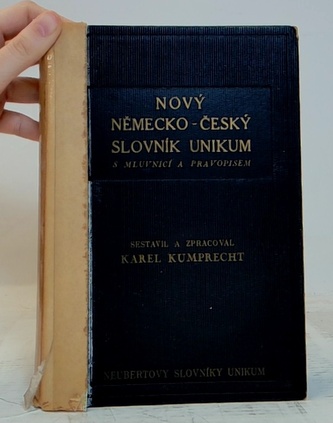 NOVÝ
NĚMECKO-ČESKÝ
SLOVNÍK UNIKUM
S MLUVNICÍ A PRAVOPISEM
SESTAVIL A ZPRACOVAL
KAREL KUMPRECHT
NEUBERTOVY SLOVNÍKY UNIKUM